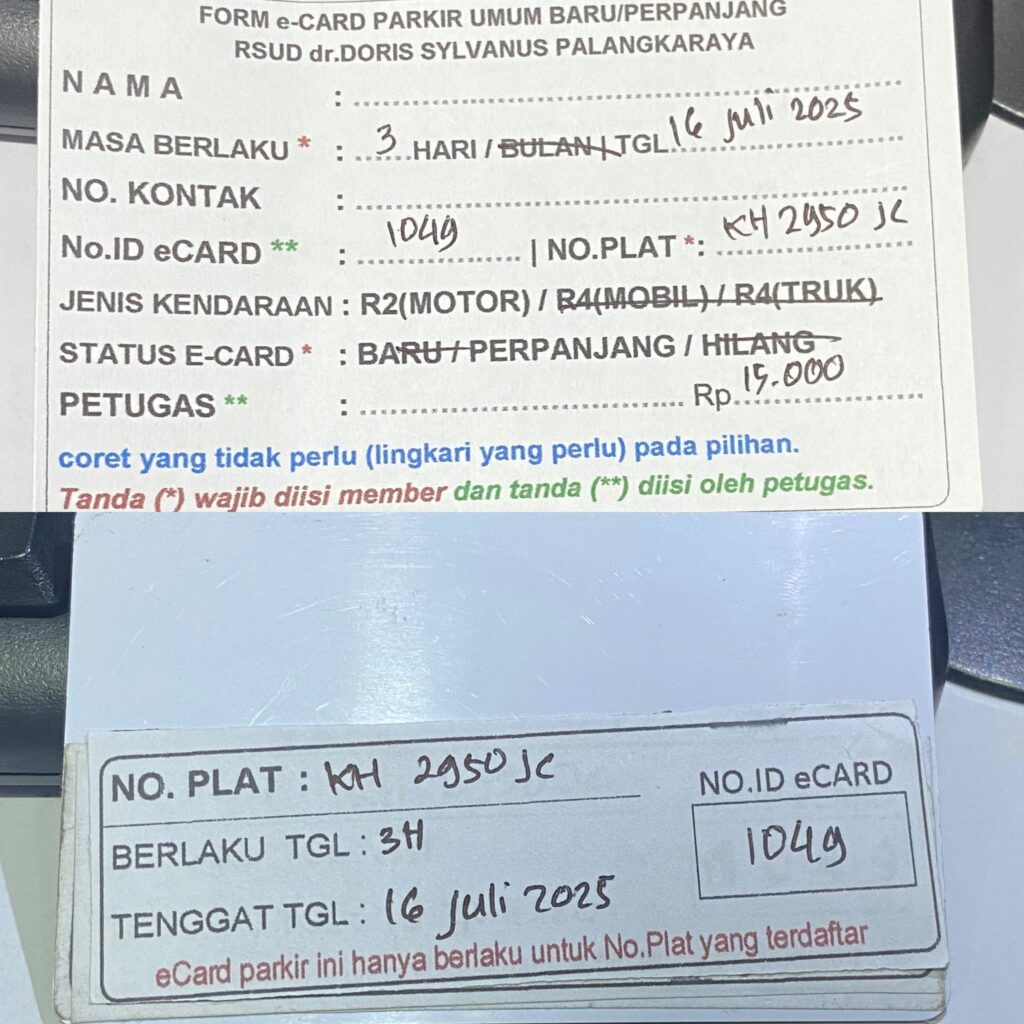 FORM e-CARD PARKIR UMUM BARU/PERPANJANG
RSUD dr.DORIS SYLVANUS PALANGKARAYA
N A M A : ....................
MASA BERLAKU * : 3 HARI / BULAN | TGL. 16 juli 2025
NO. KONTAK : ....................
No.ID eCARD ** : 1049 | NO.PLAT *: KH 2950 JC
JENIS KENDARAAN : R2(MOTOR) / R4(MOBIL) / R4(TRUK)
STATUS E-CARD * : BARU / PERPANJANG / HILANG
PETUGAS ** : .................... Rp. 15.000
coret yang tidak perlu (lingkari yang perlu) pada pilihan.
Tanda (*) wajib diisi member dan tanda (**) diisi oleh petugas.
NO. PLAT : KH 2950 JC
NO.ID eCARD
BERLAKU TGL : 3H
1049
TENGGAT TGL : 16 juli 2025
eCard parkir ini hanya berlaku untuk No.Plat yang terdaftar